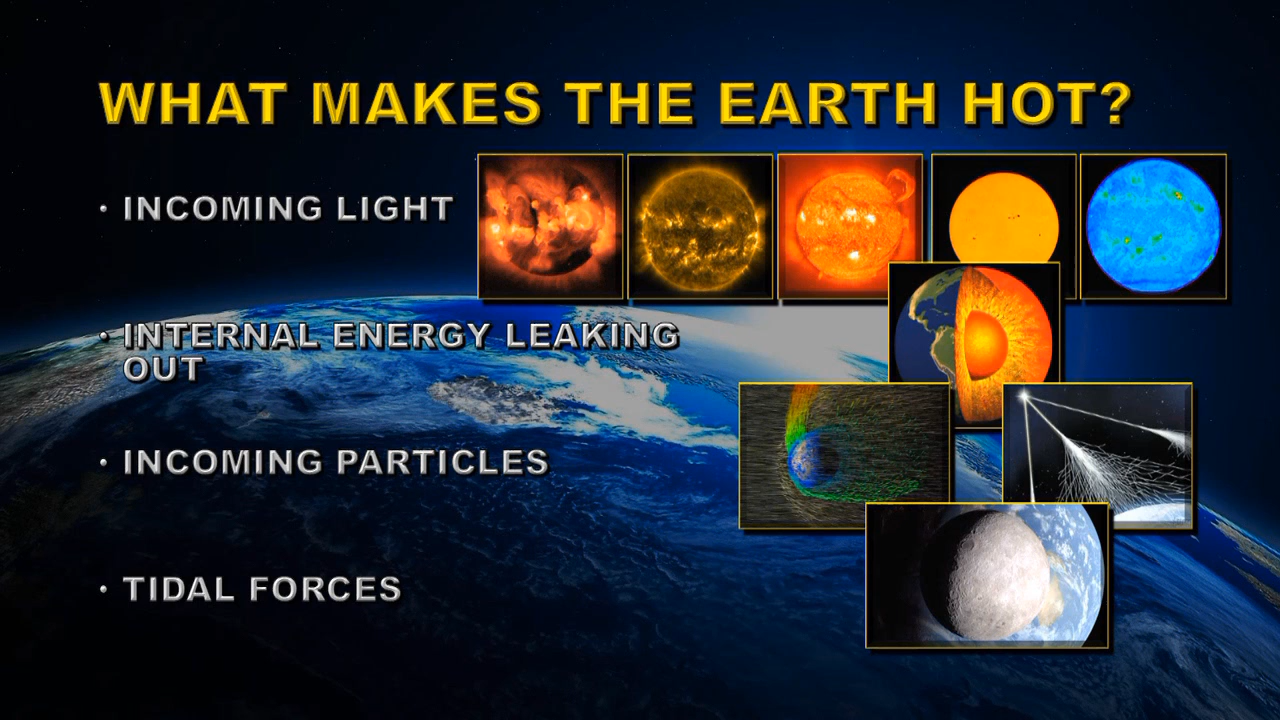 WHAT MAKES THE EARTH HOT?
• INCOMING LIGHT
• INTERNAL ENERGY LEAKING
OUT
• INCOMING PARTICLES
• TIDAL FORCES